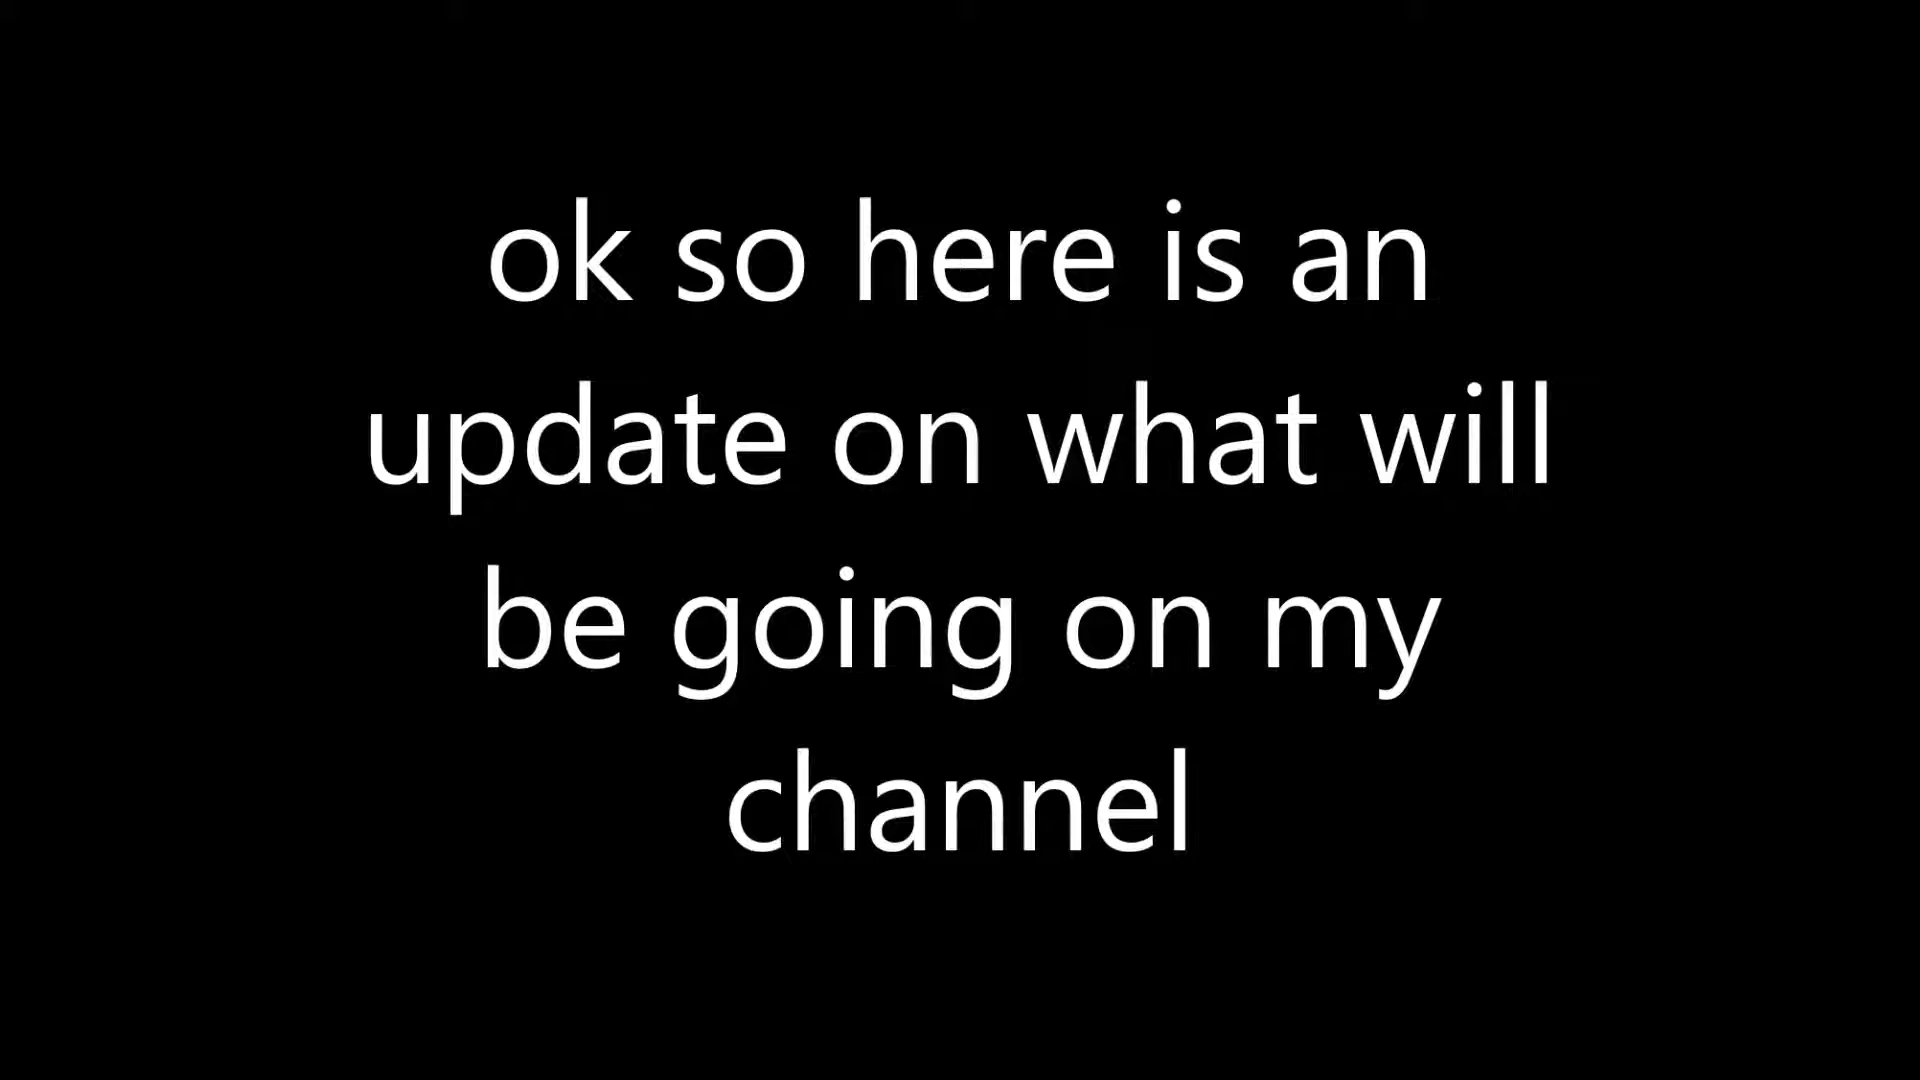 ok so here is an
update on what will
be going on my
channel